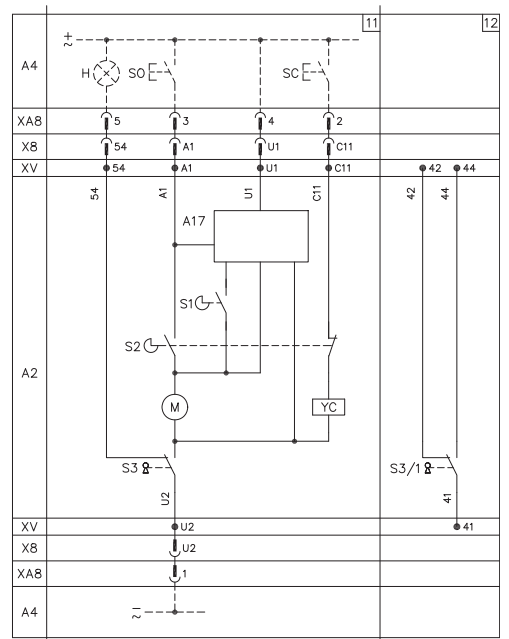 11
12
+
~
A4
H
SO
SC
XA8
5
3
4
2
X8
54
A1
U1
C11
XV
54
A1
U1
C11
42
44
54
A1
U1
C11
42
44
A17
S1
S2
A2
M
YC
S3
S3/1
U2
41
XV
U2
41
X8
U2
XA8
1
A4
−
~